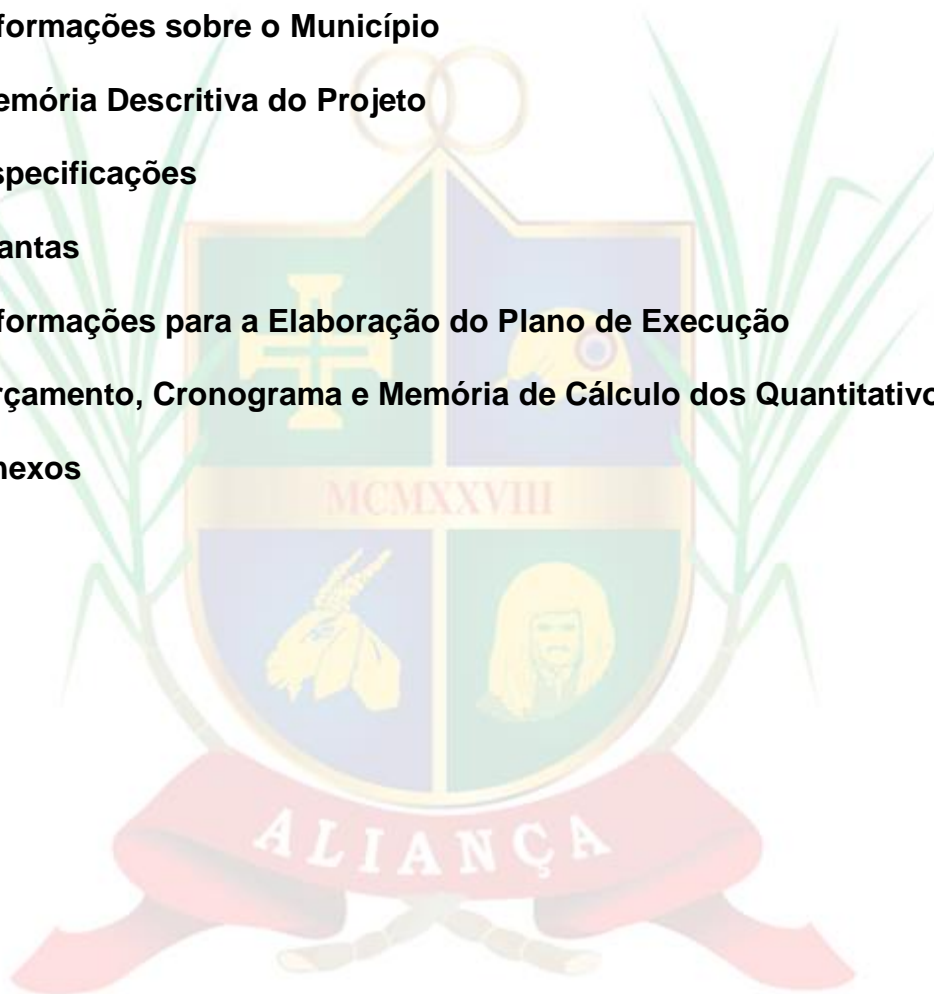 formações sobre o Município
emória Descritiva do Projeto
specificações
antas
formações para a Elaboração do Plano de Execução
rçamento, Cronograma e Memória de Cálculo dos Quantitativo
nexos
MCMXXVIII
ALIANÇA